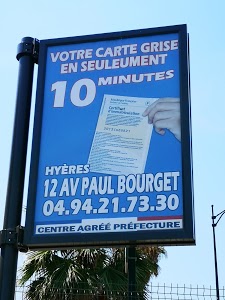 VOTRE CARTE GRISE
EN SEULEUMENT
10 MINUTES
HYÈRES
12 AV PAUL BOURGET
04.94.21.73.30
CENTRE AGRÉÉ PRÉFECTURE